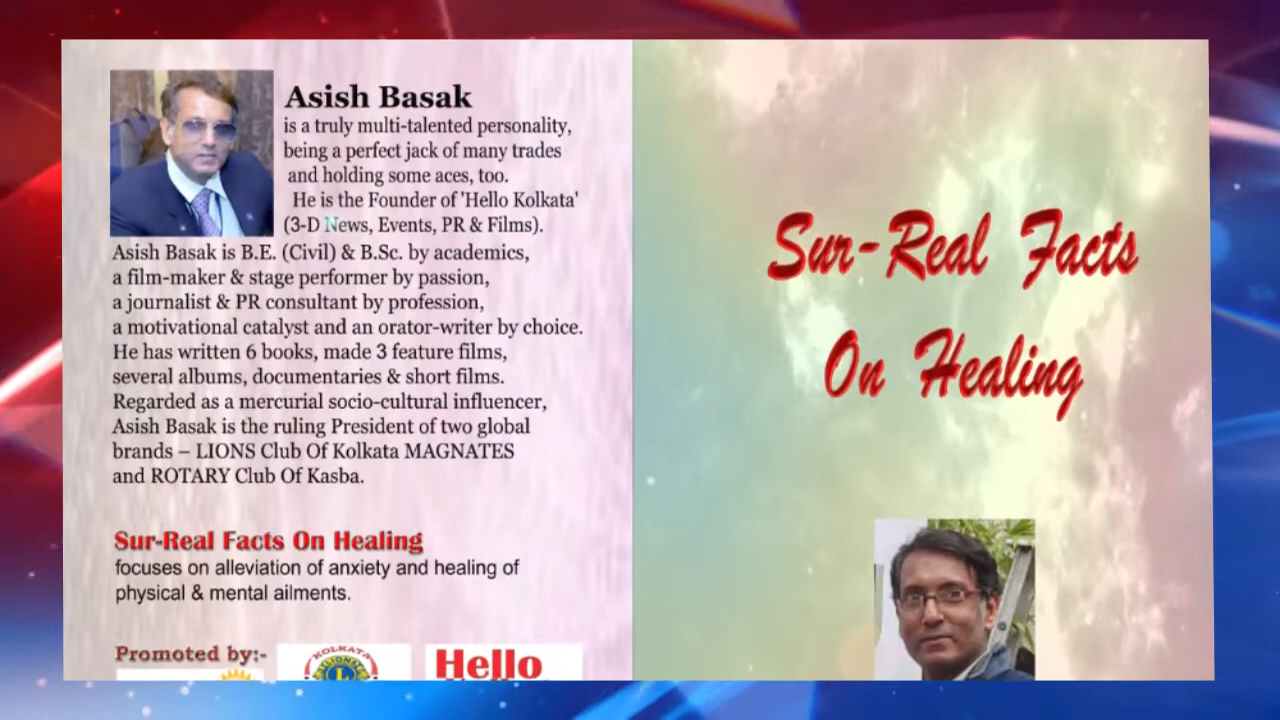 Asish Basak
is a truly multi-talented personality,
being a perfect jack of many trades
and holding some aces, too.
He is the Founder of 'Hello Kolkata'
(3-D News, Events, PR & Films).
Asish Basak is B.E. (Civil) & B.Sc. by academics,
a film-maker & stage performer by passion,
a journalist & PR consultant by profession,
a motivational catalyst and an orator-writer by choice.
He has written 6 books, made 3 feature films,
several albums, documentaries & short films.
Regarded as a mercurial socio-cultural influencer,
Asish Basak is the ruling President of two global
brands – LIONS Club Of Kolkata MAGNATES
and ROTARY Club Of Kasba.
Sur-Real Facts On Healing
focuses on alleviation of anxiety and healing of
physical & mental ailments.
Promoted by:-
KOLKATA
LIONS
L
Hello
Sur-Real Facts
On Healing